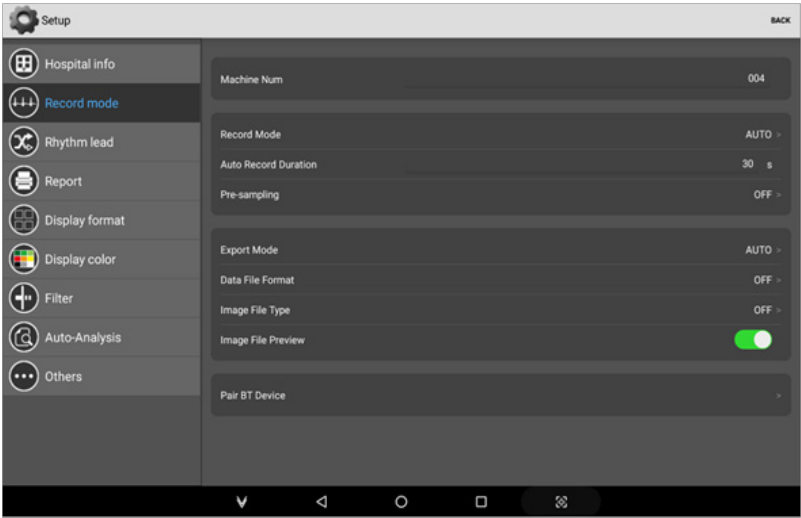 Setup
BACK
Hospital info
Record mode
Rhythm lead
Report
Display format
Display color
Filter
Auto-Analysis
Others
Machine Num 004
Record Mode AUTO >
Auto Record Duration 30 s
Pre-sampling OFF >
Export Mode AUTO >
Data File Format OFF >
Image File Type OFF >
Image File Preview
Pair BT Device >